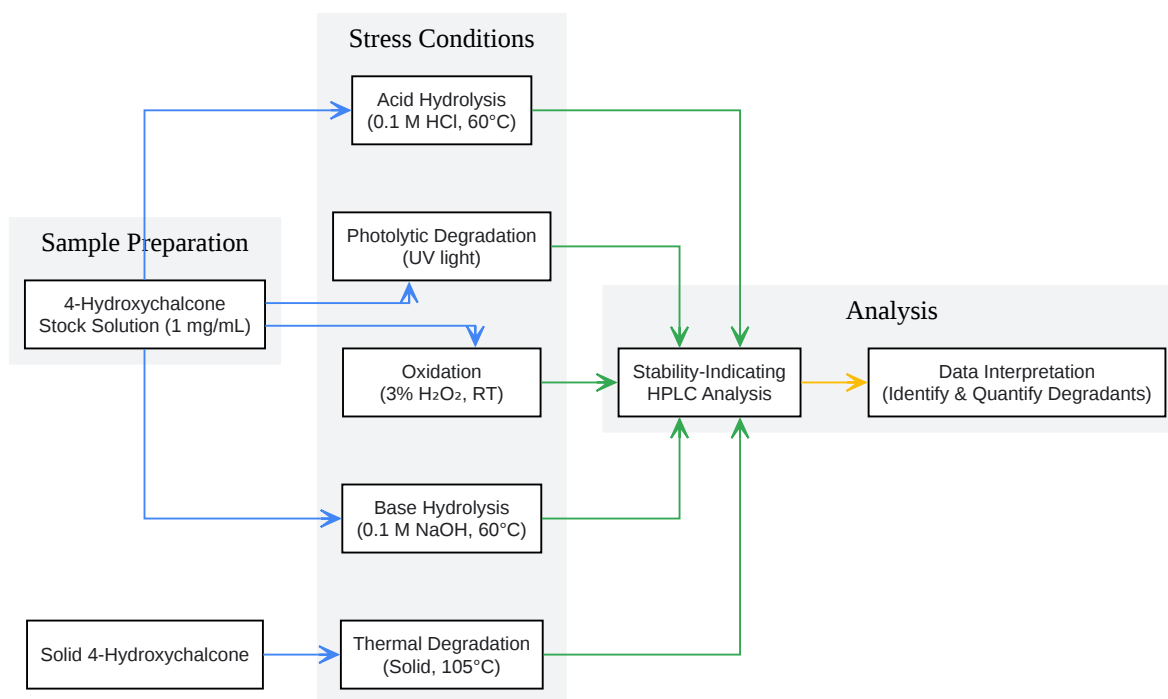 Stress Conditions
Acid Hydrolysis
(0.1 M HCl, 60°C)
Sample Preparation
4-Hydroxychalcone
Stock Solution (1 mg/mL)
Photolytic Degradation
(UV light)
Oxidation
(3% H₂O₂, RT)
Base Hydrolysis
(0.1 M NaOH, 60°C)
Solid 4-Hydroxychalcone
Thermal Degradation
(Solid, 105°C)
Analysis
Stability-Indicating
HPLC Analysis
Data Interpretation
(Identify & Quantify Degradants)